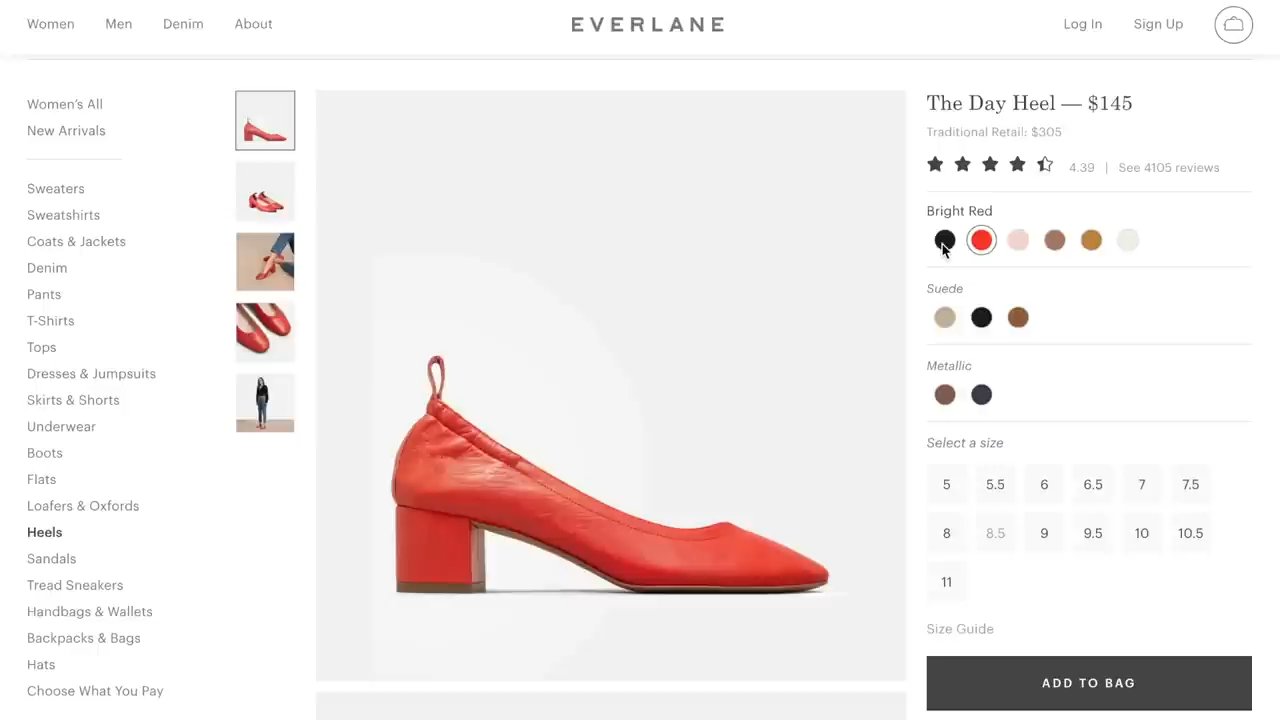 Women Men Denim About EVERLANE Log In Sign Up
Women's All
New Arrivals
Sweaters
Sweatshirts
Coats & Jackets
Denim
Pants
T-Shirts
Tops
Dresses & Jumpsuits
Skirts & Shorts
Underwear
Boots
Flats
Loafers & Oxfords
Heels
Sandals
Tread Sneakers
Handbags & Wallets
Backpacks & Bags
Hats
Choose What You Pay
The Day Heel — $145
Traditional Retail: $305
4.39 | See 4105 reviews
Bright Red
Suede
Metallic
Select a size
5 5.5 6 6.5 7 7.5
8 8.5 9 9.5 10 10.5
11
Size Guide
ADD TO BAG